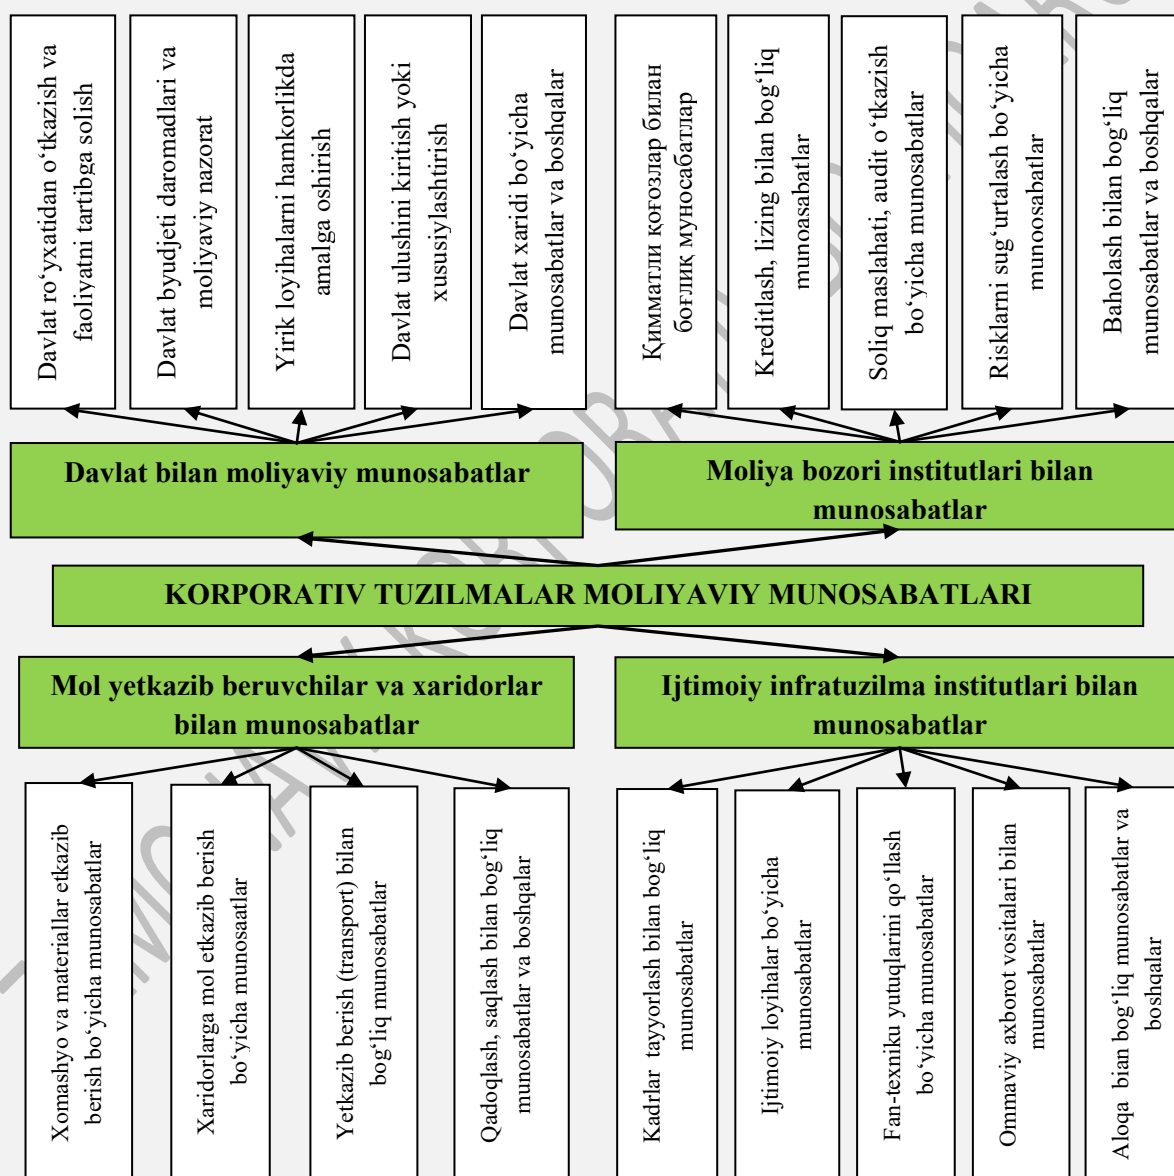 Davlat ro‘yxatidan o‘tkazish va
faoliyatni tartibga solish
Davlat byudjeti daromadlari va
moliyaviy nazorat
Yirik loyihalarni hamkorlikda
amalga oshirish
Davlat ulushini kiritish yoki
xususiylashtirish
Davlat xaridi bo‘yicha
munosabatlar va boshqalar
Қимматли қоғозлар билан
боғлиқ муносабатлар
Kreditlash, lizing bilan bog‘liq
munoasabatlar
Soliq maslahati, audit o‘tkazish
bo‘yicha munosabatlar
Risklarni sug‘urtalash bo‘yicha
munoosabatlar
Baholash bilan bog‘liq
munosabatlar va boshqalar
Davlat bilan moliyaviy munosabatlar
Moliya bozori institutlari bilan
munosabatlar
KORPORATIV TUZILMALAR MOLIYAVIY MUNOSABATLARI
Mol yetkazib beruvchilar va xaridorlar
bilan munosabatlar
Ijtimoiy infratuzilma institutlari bilan
munosabatlar
Xomashyo va materiallar etkazib
berish bo‘yicha munosabatlar
Xaridorlarga mol etkazib berish
bo‘yicha munosaatlar
Yetkazib berish (transport) bilan
bog‘liq munosabatlar
Qadoqlash, saqlash bilan bog‘liq
munosabatlar va boshqalar
Kadrlar tayyorlash bilan bog‘liq
munosabatlar
Ijtimoiy loyihalar bo‘yicha
munosabatlar
Fan-texniku yutuqlarini qo‘llash
bo‘yicha munosabatlar
Ommaviy axborot vositalari bilan
munosabatlar
Aloqa bian bog‘liq munosabatlar va
boshqalar